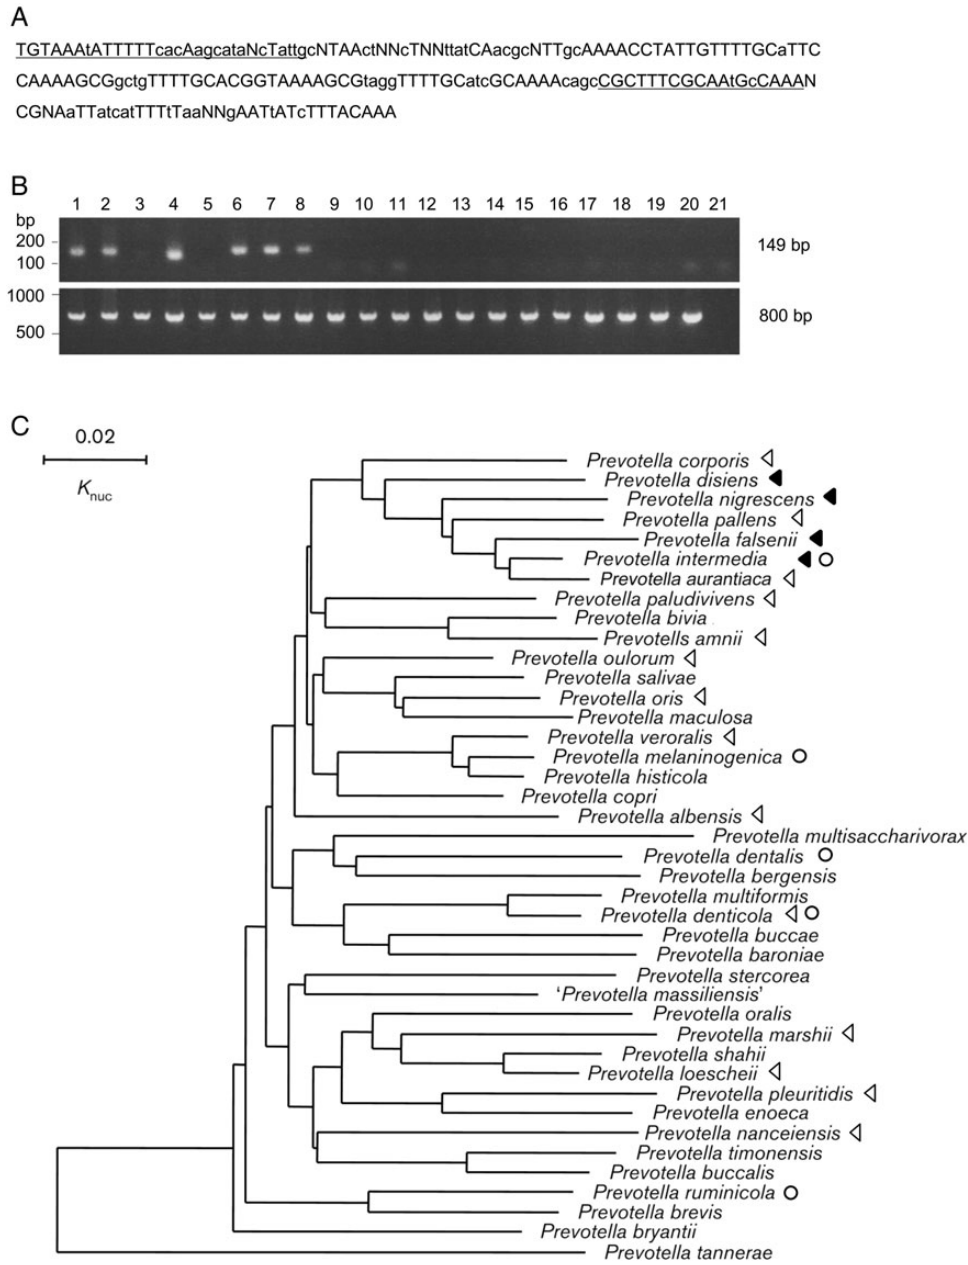 A
TGTAAAtATTTTTcacAagcataNcTattgcNTAActNNcTNNttatCAacgcNTTgcAAAACCTATTGTTTTGCaTTC
CAAAAGCGgctgTTTTGCACGGTAAAAGCGtaggTTTTGCatcGCAAAAcagcCGCTTTCGCAAtGcCAAAN
CGNAaTTatcatTTTtTaaNNgAATtATcTTTACAAA
B
1 2 3 4 5 6 7 8 9 10 11 12 13 14 15 16 17 18 19 20 21
bp
200
149 bp
100
1000
800 bp
500
C
0.02
Knuc
Prevotella corporis
Prevotella disiens
Prevotella nigrescens
Prevotella pallens
Prevotella falsenii
Prevotella intermedia
Prevotella aurantiaca
Prevotella paludivivens
Prevotella bivia
Prevotells amnii
Prevotella oulorum
Prevotella salivae
Prevotella oris
Prevotella maculosa
Prevotella veroralis
Prevotella melaninogenica
Prevotella histicola
Prevotella copri
Prevotella albensis
Prevotella multisaccharivorax
Prevotella dentalis
Prevotella bergensis
Prevotella multiformis
Prevotella denticola
Prevotella buccae
Prevotella baroniae
Prevotella stercorea
‘Prevotella massiliensis’
Prevotella oralis
Prevotella marshii
Prevotella shahii
Prevotella loescheii
Prevotella pleuritidis
Prevotella enoeca
Prevotella nanceiensis
Prevotella timonensis
Prevotella buccalis
Prevotella ruminicola
Prevotella brevis
Prevotella bryantii
Prevotella tannerae